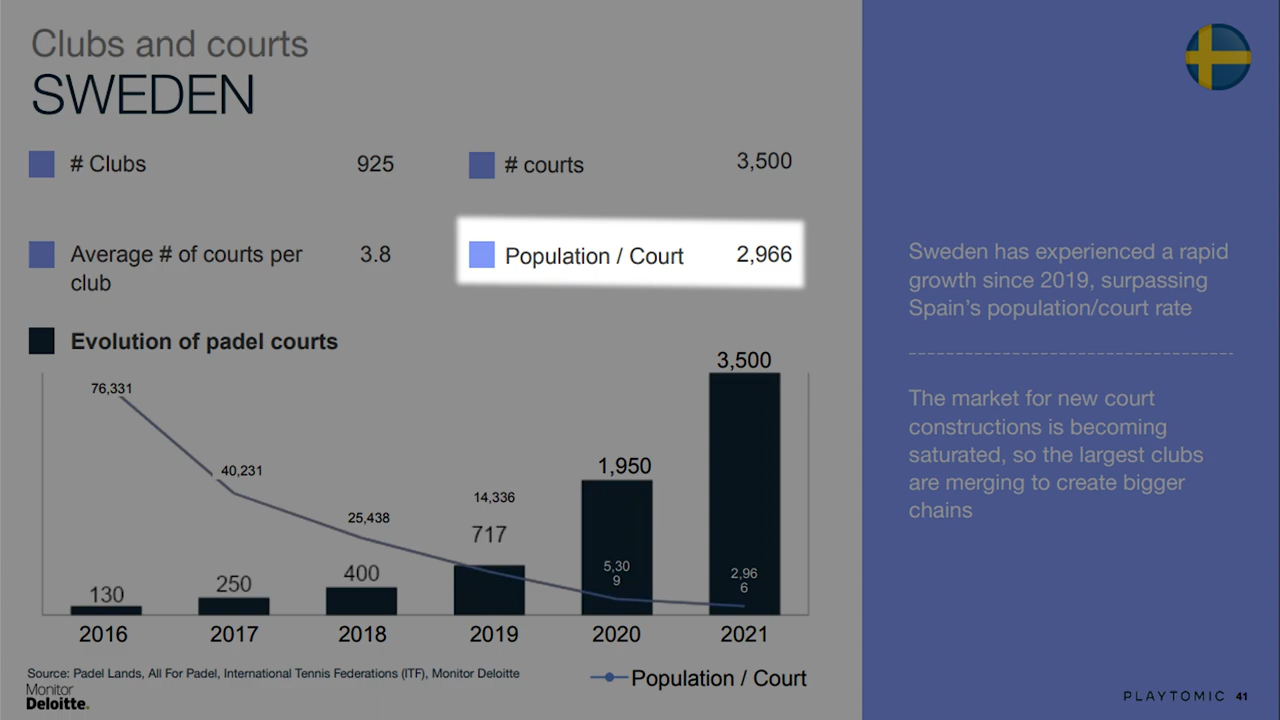 Clubs and courts
SWEDEN
# Clubs 925
# courts 3,500
Average # of courts per
club
3.8
Population / Court 2,966
Evolution of padel courts
76,331
40,231
25,438
14,336
5,30
9
2,96
6
130
250
400
717
1,950
3,500
2016 2017 2018 2019 2020 2021
Population / Court
Source: Padel Lands, All For Padel, International Tennis Federations (ITF), Monitor Deloitte
Monitor
Deloitte.
Sweden has experienced a rapid
growth since 2019, surpassing
Spain's population/court rate
The market for new court
constructions is becoming
saturated, so the largest clubs
are merging to create bigger
chains
PLAYTOMIC 41